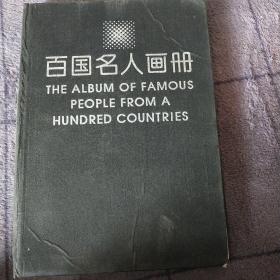 百国名人画册
THE ALBUM OF FAMOUS
PEOPLE FROM A
HUNDRED COUNTRIES